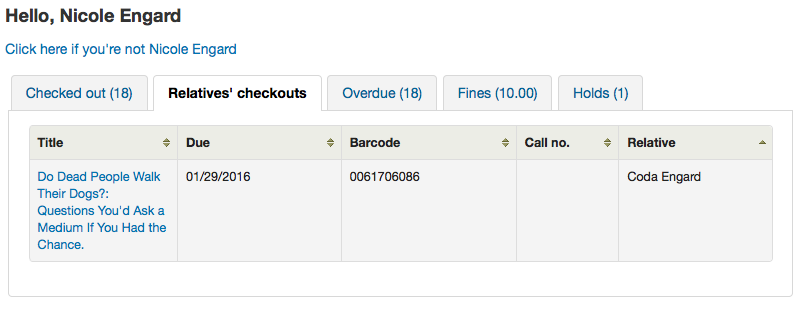 Hello, Nicole Engard
Click here if you're not Nicole Engard
Checked out (18) Relatives' checkouts Overdue (18) Fines (10.00) Holds (1)
Title Due Barcode Call no. Relative
Do Dead People Walk 01/29/2016 0061706086 Coda Engard
Their Dogs?:
Questions You'd Ask a
Medium If You Had the
Chance.